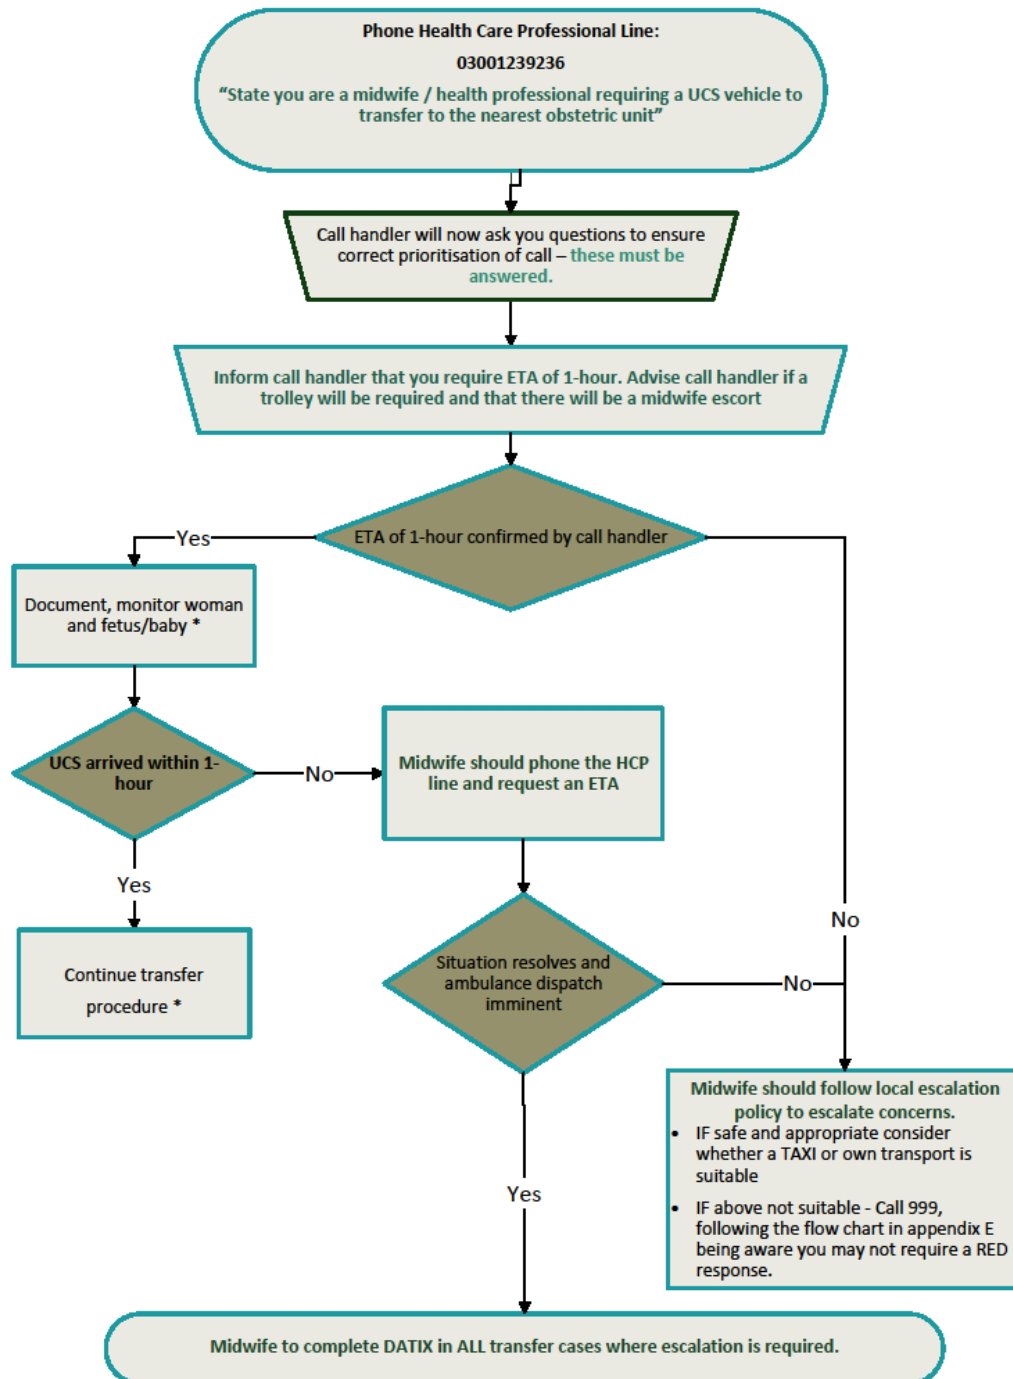 Phone Health Care Professional Line:
03001239236
“State you are a midwife / health professional requiring a UCS vehicle to
transfer to the nearest obstetric unit”
Call handler will now ask you questions to ensure
correct prioritisation of call – these must be
answered.
Inform call handler that you require ETA of 1-hour. Advise call handler if a
trolley will be required and that there will be a midwife escort
ETA of 1-hour confirmed by call handler
Yes
Document, monitor woman
and fetus/baby *
UCS arrived within 1-
hour
No
Midwife should phone the HCP
line and request an ETA
Yes
Continue transfer
procedure *
Situation resolves and
ambulance dispatch
imminent
No
No
Midwife should follow local escalation
policy to escalate concerns.
• IF safe and appropriate consider
whether a TAXI or own transport is
suitable
• IF above not suitable - Call 999,
following the flow chart in appendix E
being aware you may not require a RED
response.
Yes
Midwife to complete DATIX in ALL transfer cases where escalation is required.